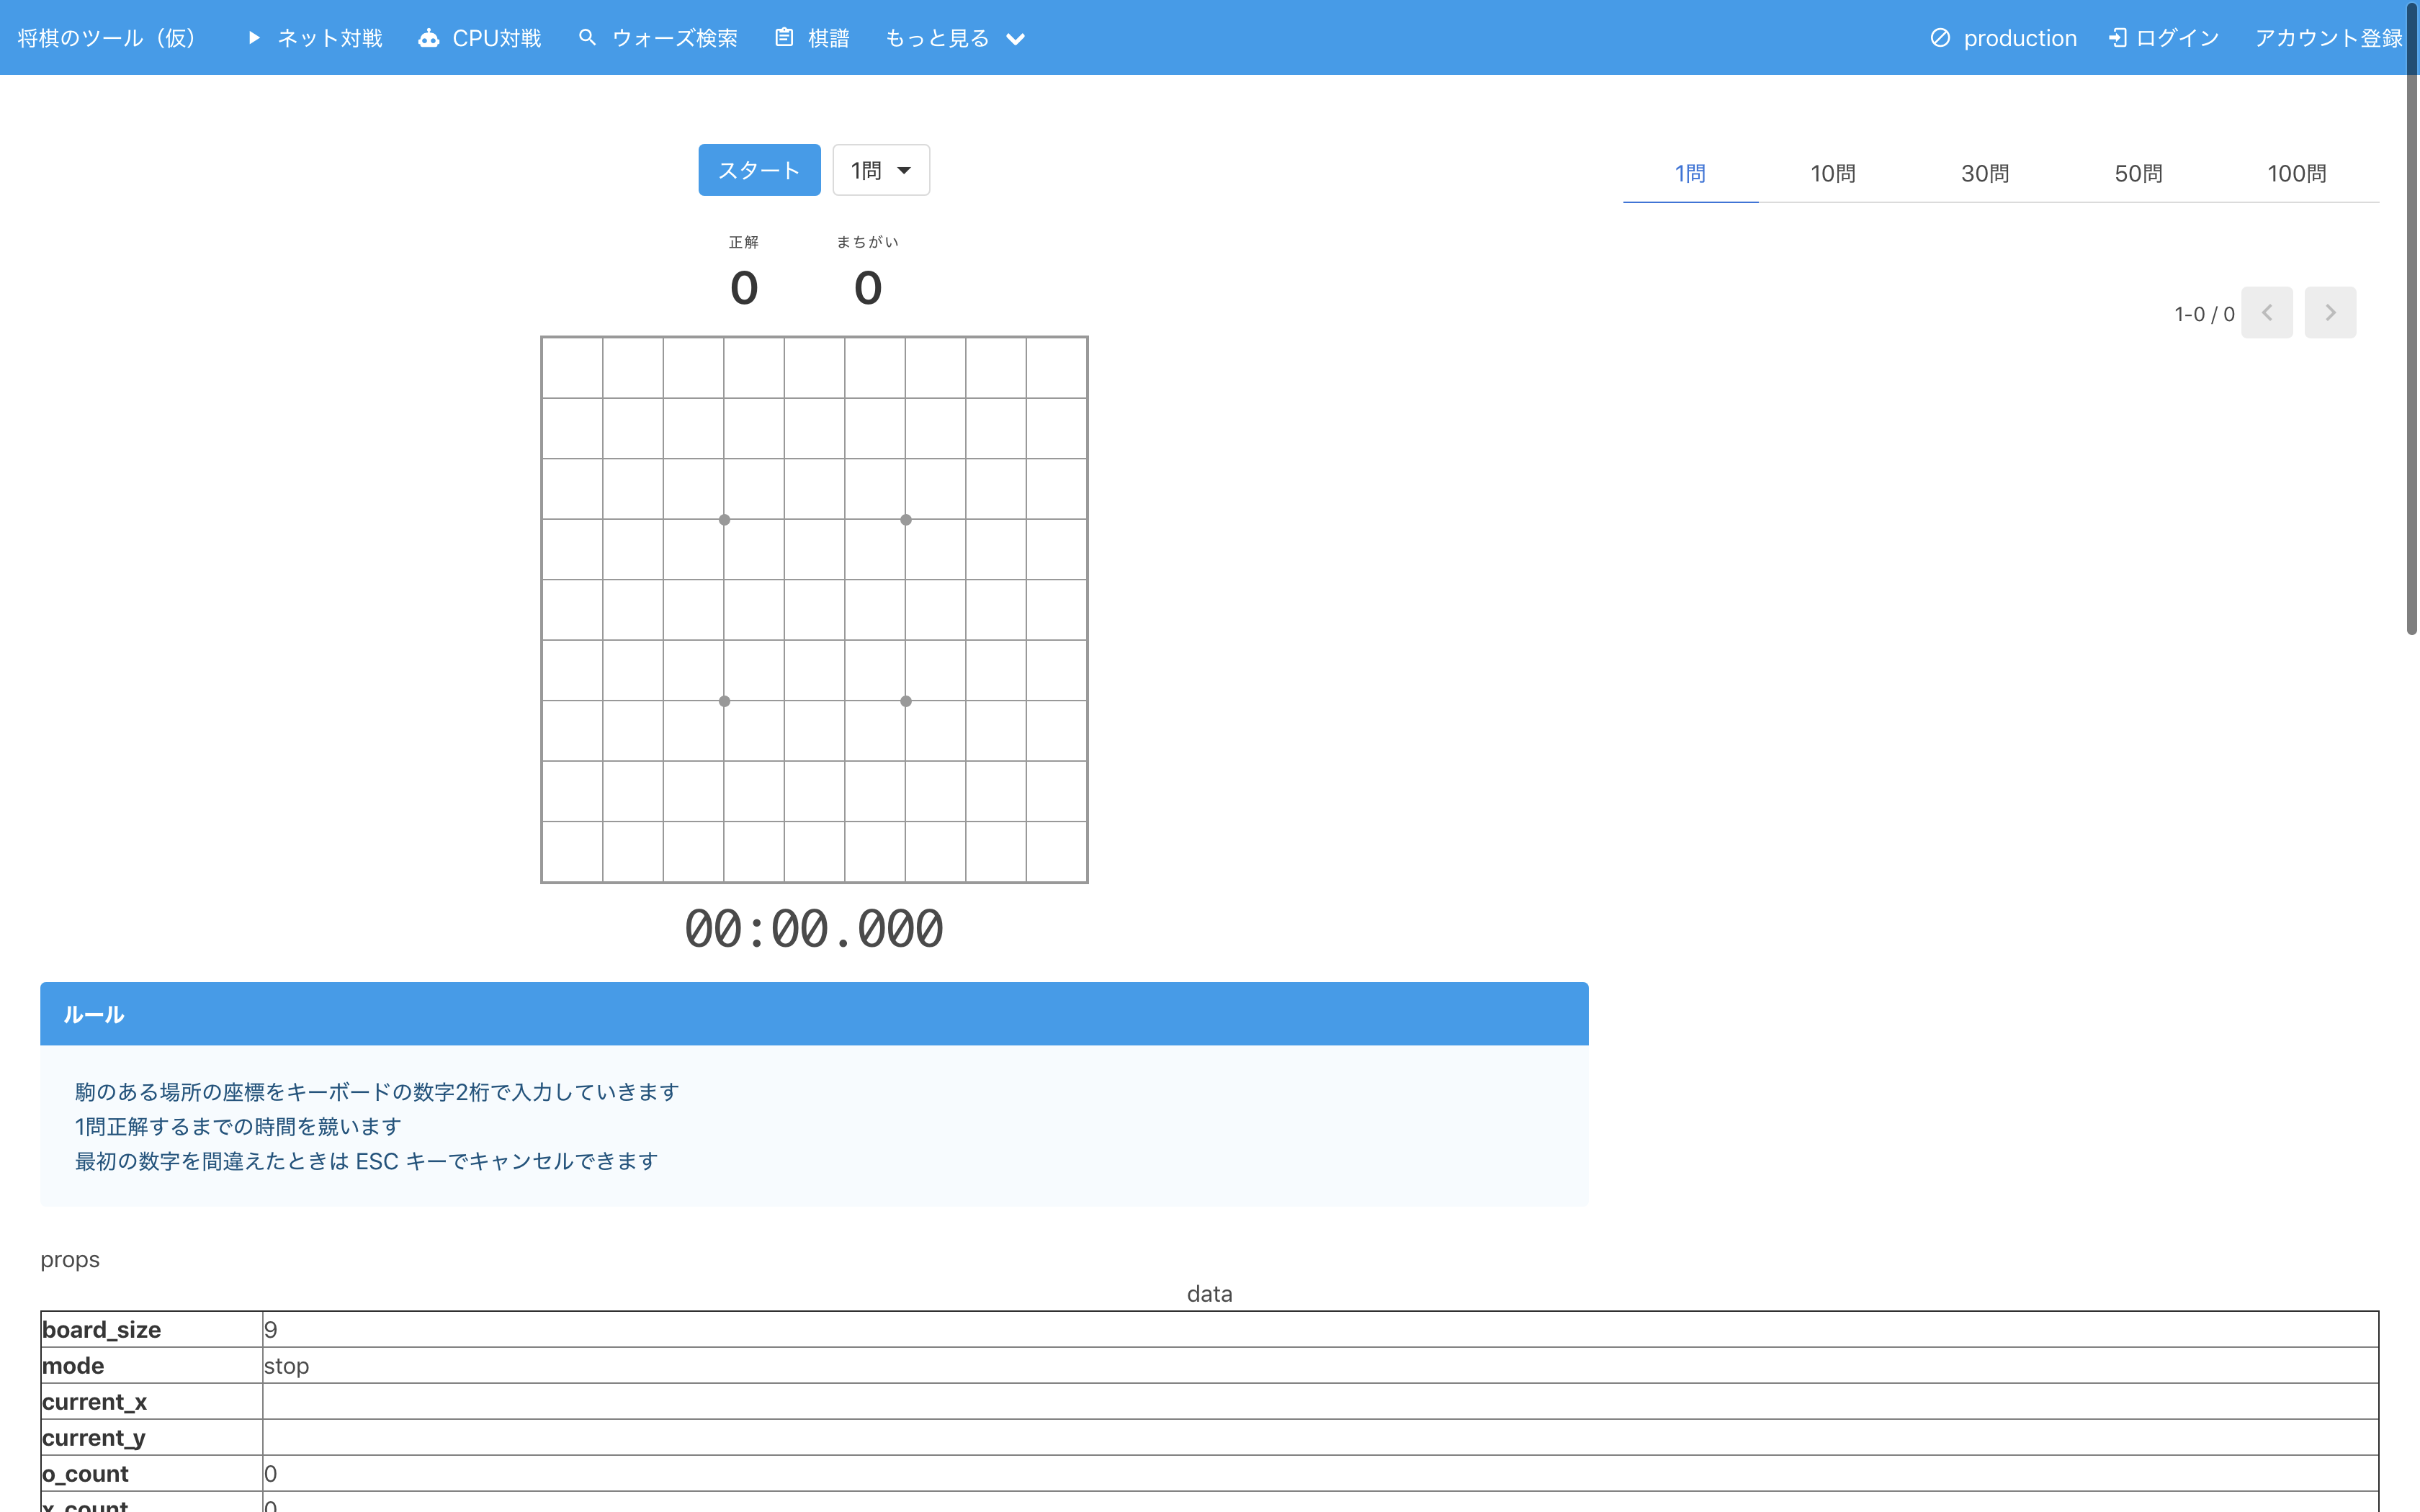 将棋のツール（仮） ネット対戦 CPU対戦 ウォーズ検索 棋譜 もっと見る production ログイン アカウント登録
スタート 1問
1問 10問 30問 50問 100問
正解 まちがい
0 0
1-0 / 0
00:00.000
ルール
駒のある場所の座標をキーボードの数字2桁で入力していきます
1問正解するまでの時間を競います
最初の数字を間違えたときは ESC キーでキャンセルできます
props
data
board_size 9
mode stop
current_x
current_y
o_count 0
x_count 0